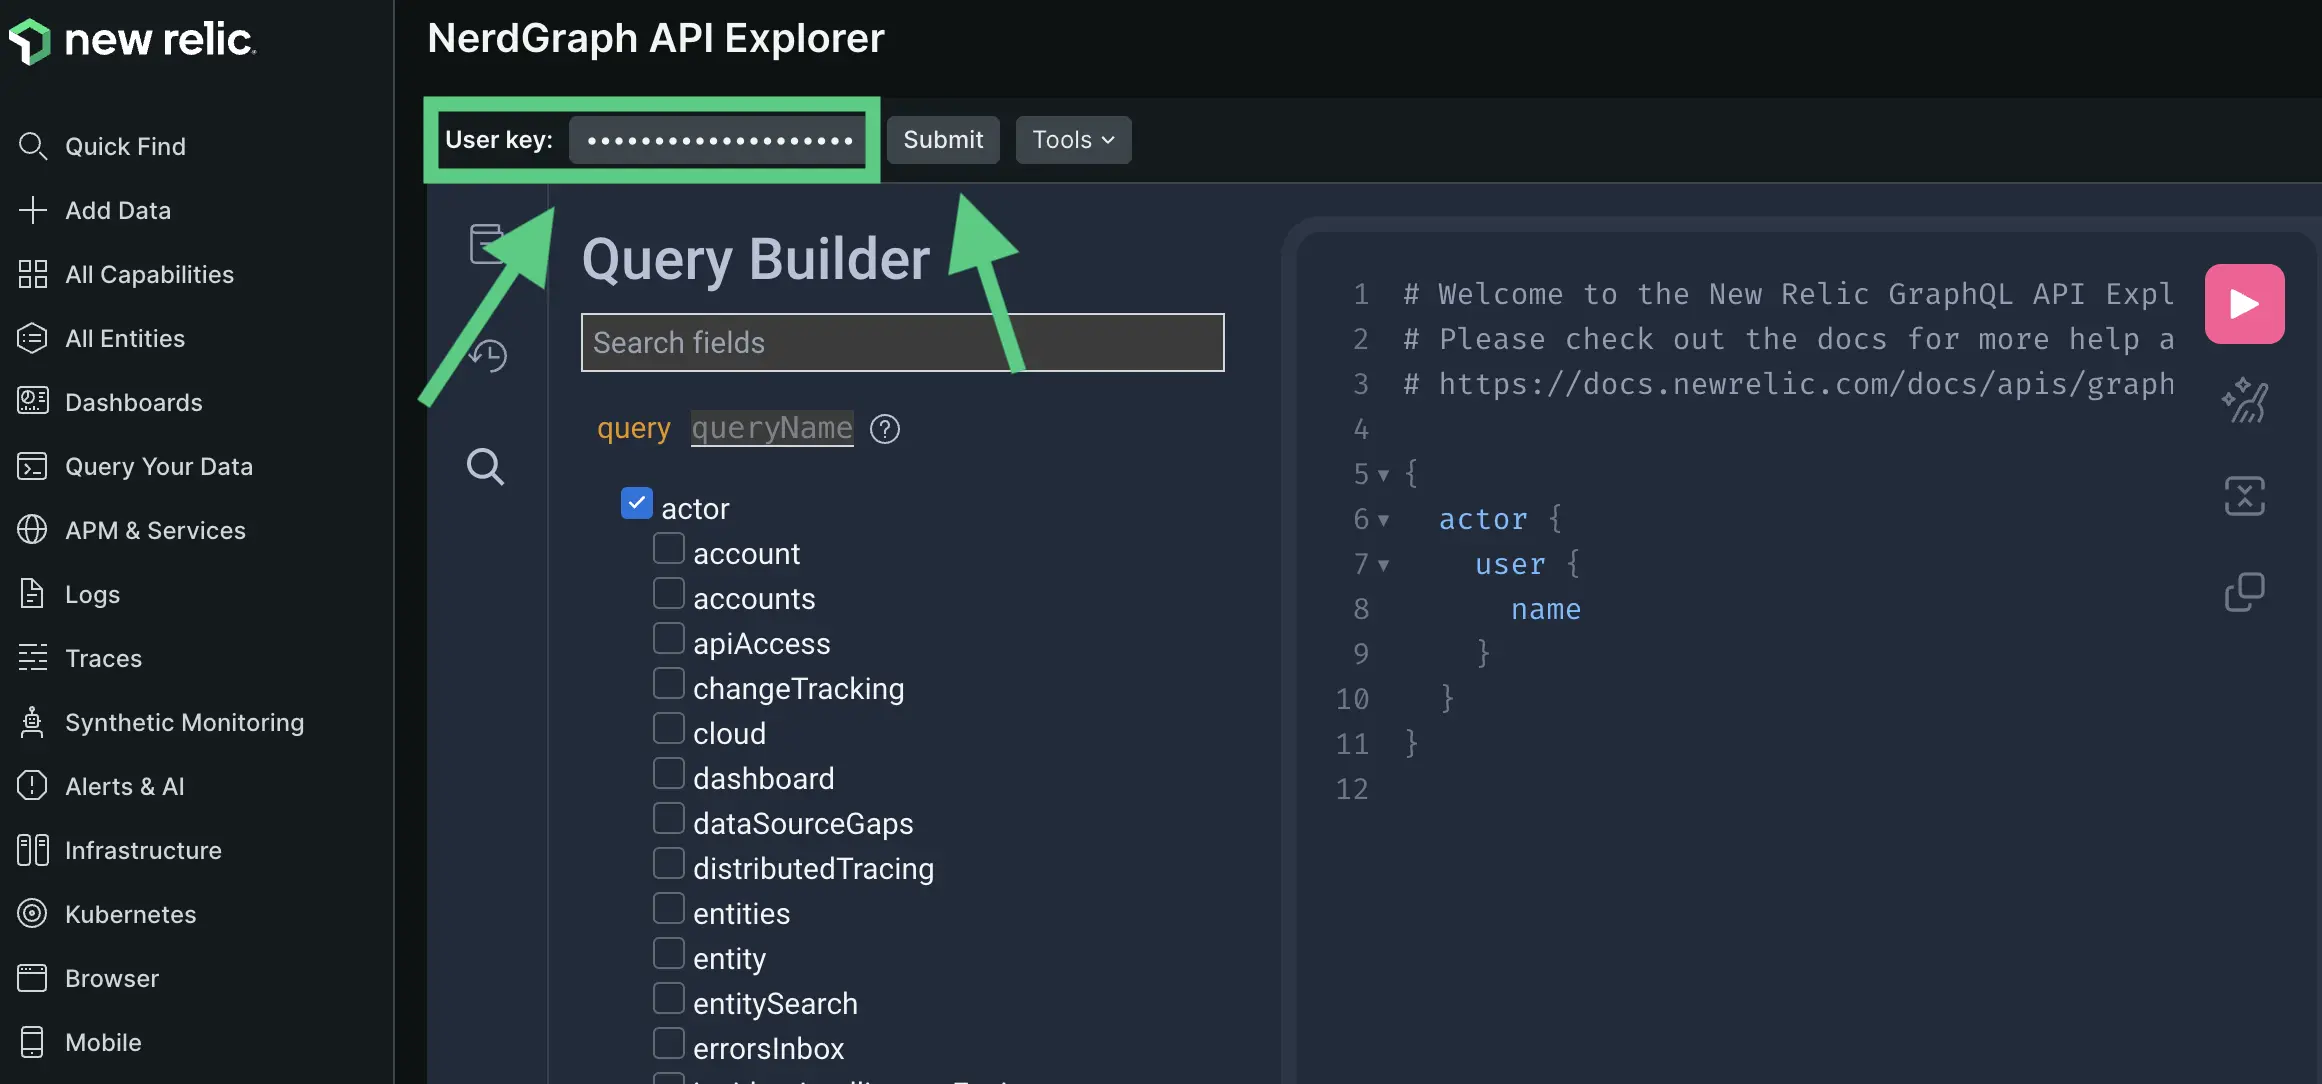 new relic
Quick Find
Add Data
All Capabilities
All Entities
Dashboards
Query Your Data
APM & Services
Logs
Traces
Synthetic Monitoring
Alerts & AI
Infrastructure
Kubernetes
Browser
Mobile
NerdGraph API Explorer
User key: •••••••••••••••••••• Submit Tools
Query Builder
Search fields
query queryName ?
actor
account
accounts
apiAccess
changeTracking
cloud
dashboard
dataSourceGaps
distributedTracing
entities
entity
entitySearch
errorsInbox
1 # Welcome to the New Relic GraphQL API Expl
2 # Please check out the docs for more help a
3 # https://docs.newrelic.com/docs/apis/graph
4
5 {
6 actor {
7 user {
8 name
9 }
10 }
11 }
12